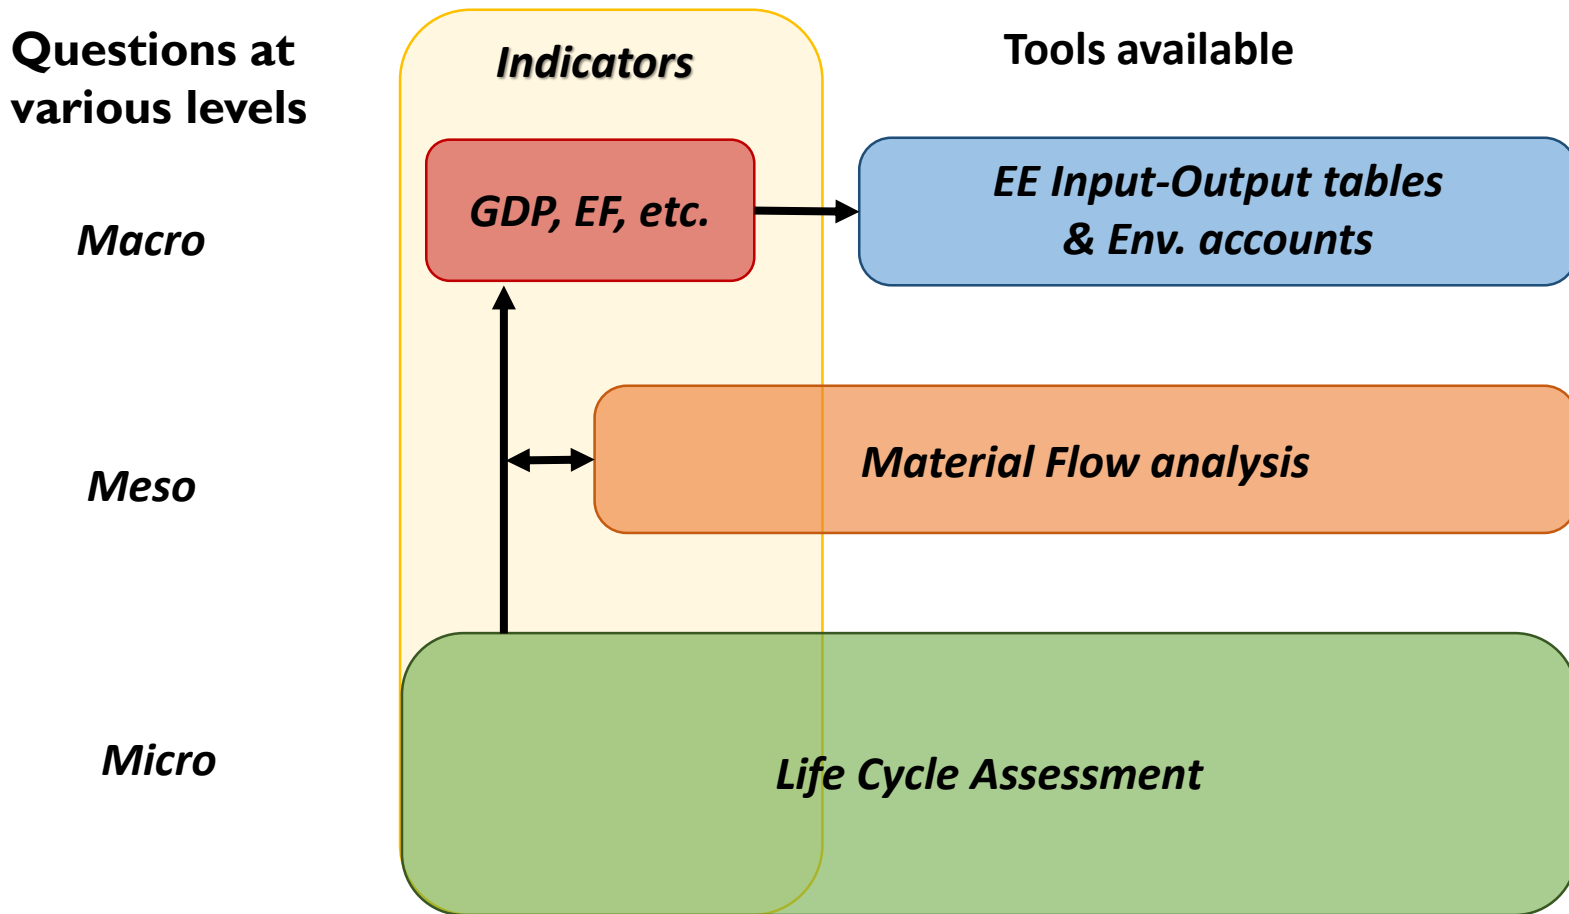 Questions at
various levels
Indicators
Tools available
Macro
GDP, EF, etc.
EE Input-Output tables
& Env. accounts
Meso
Material Flow analysis
Micro
Life Cycle Assessment